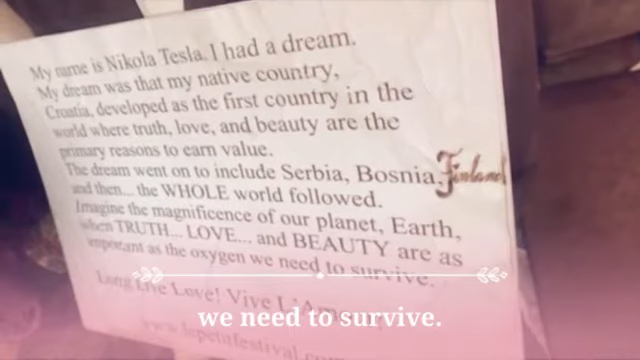 My name is Nikola Tesla. I had a dream.
My dream was that my native country,
Croatia, developed as the first country in the
world where truth, love, and beauty are the
primary reasons to earn value.
The dream went on to include Serbia, Bosnia, Finland
and then... the WHOLE world followed.
Imagine the magnificence of our planet, Earth,
when TRUTH... LOVE... and BEAUTY are as
important as the oxygen we need to survive.
Long Live Love! Vive
we need to survive.